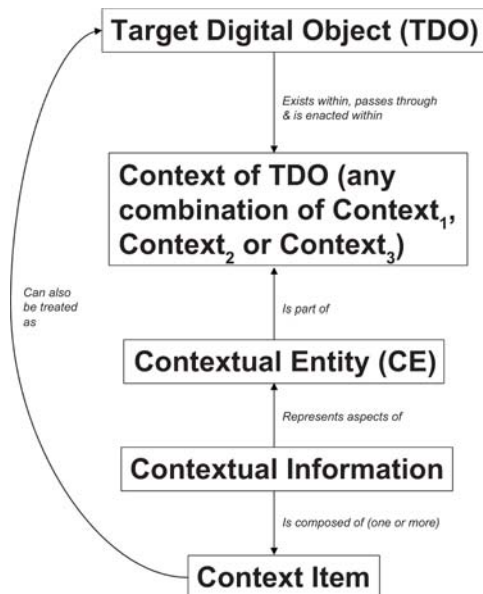 Target Digital Object (TDO)
Exists within, passes through
& is enacted within
Context of TDO (any
combination of Context₁,
Context₂ or Context₃)
Can also
be treated
as
Is part of
Contextual Entity (CE)
Represents aspects of
Contextual Information
Is composed of (one or more)
Context Item